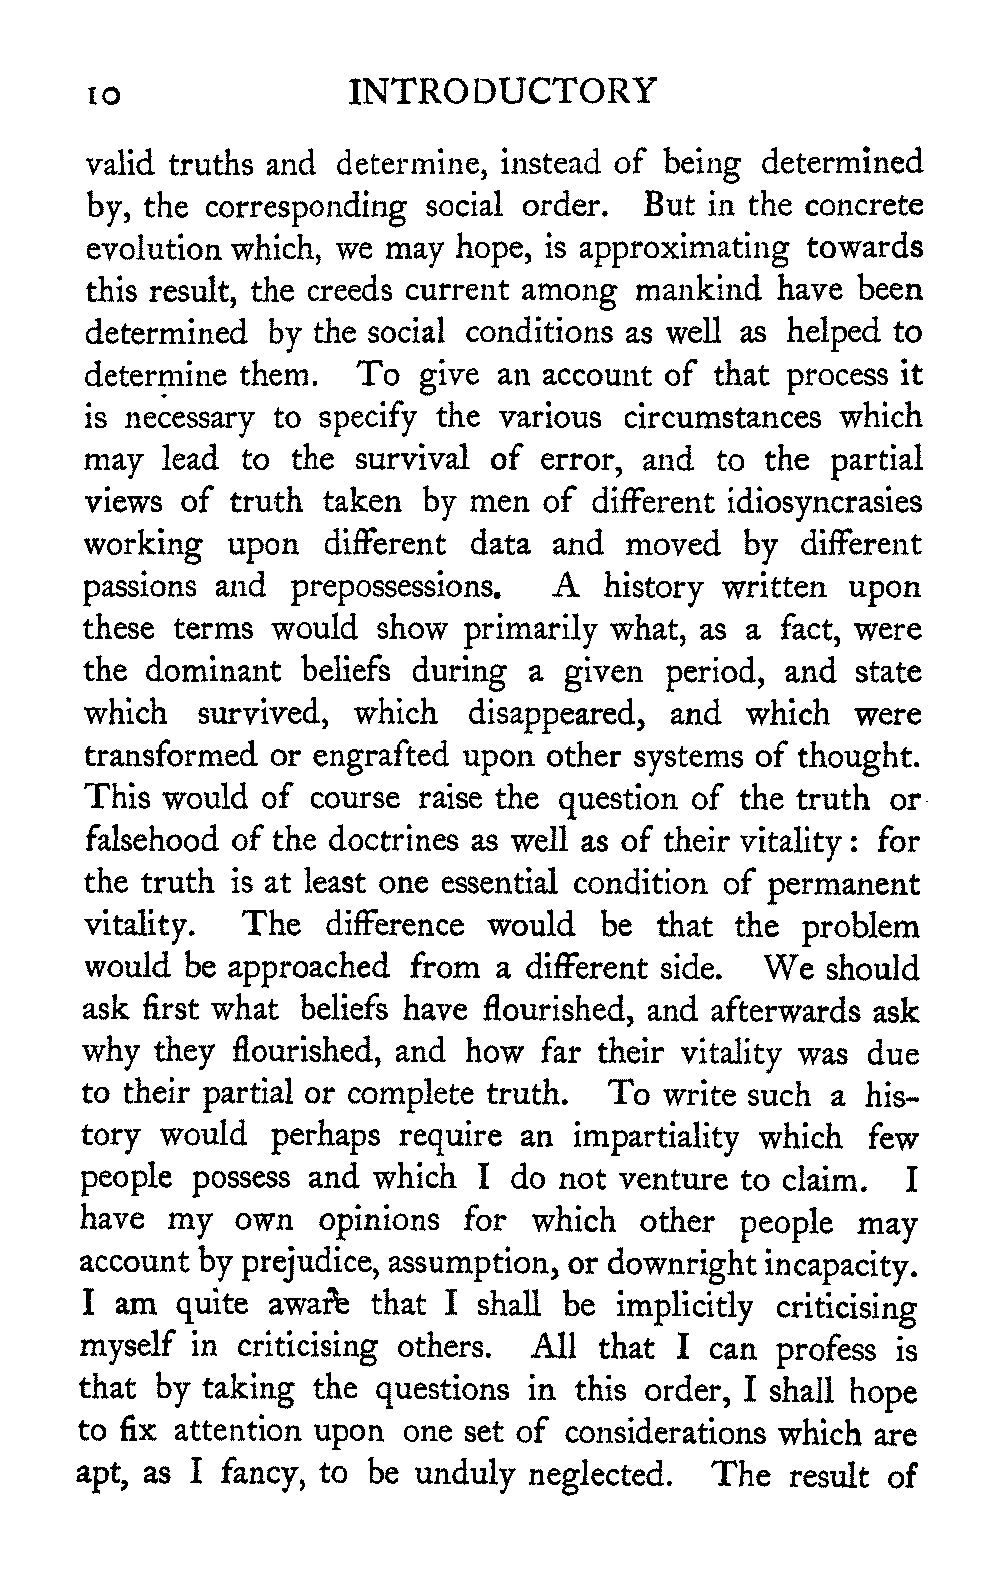 10 INTRODUCTORY
valid truths and determine, instead of being determined
by, the corresponding social order. But in the concrete
evolution which, we may hope, is approximating towards
this result, the creeds current among mankind have been
determined by the social conditions as well as helped to
determine them. To give an account of that process it
is necessary to specify the various circumstances which
may lead to the survival of error, and to the partial
views of truth taken by men of different idiosyncrasies
working upon different data and moved by different
passions and prepossessions. A history written upon
these terms would show primarily what, as a fact, were
the dominant beliefs during a given period, and state
which survived, which disappeared, and which were
transformed or engrafted upon other systems of thought.
This would of course raise the question of the truth or
falsehood of the doctrines as well as of their vitality: for
the truth is at least one essential condition of permanent
vitality. The difference would be that the problem
would be approached from a different side. We should
ask first what beliefs have flourished, and afterwards ask
why they flourished, and how far their vitality was due
to their partial or complete truth. To write such a his-
tory would perhaps require an impartiality which few
people possess and which I do not venture to claim. I
have my own opinions for which other people may
account by prejudice, assumption, or downright incapacity.
I am quite aware that I shall be implicitly criticising
myself in criticising others. All that I can profess is
that by taking the questions in this order, I shall hope
to fix attention upon one set of considerations which are
apt, as I fancy, to be unduly neglected. The result of